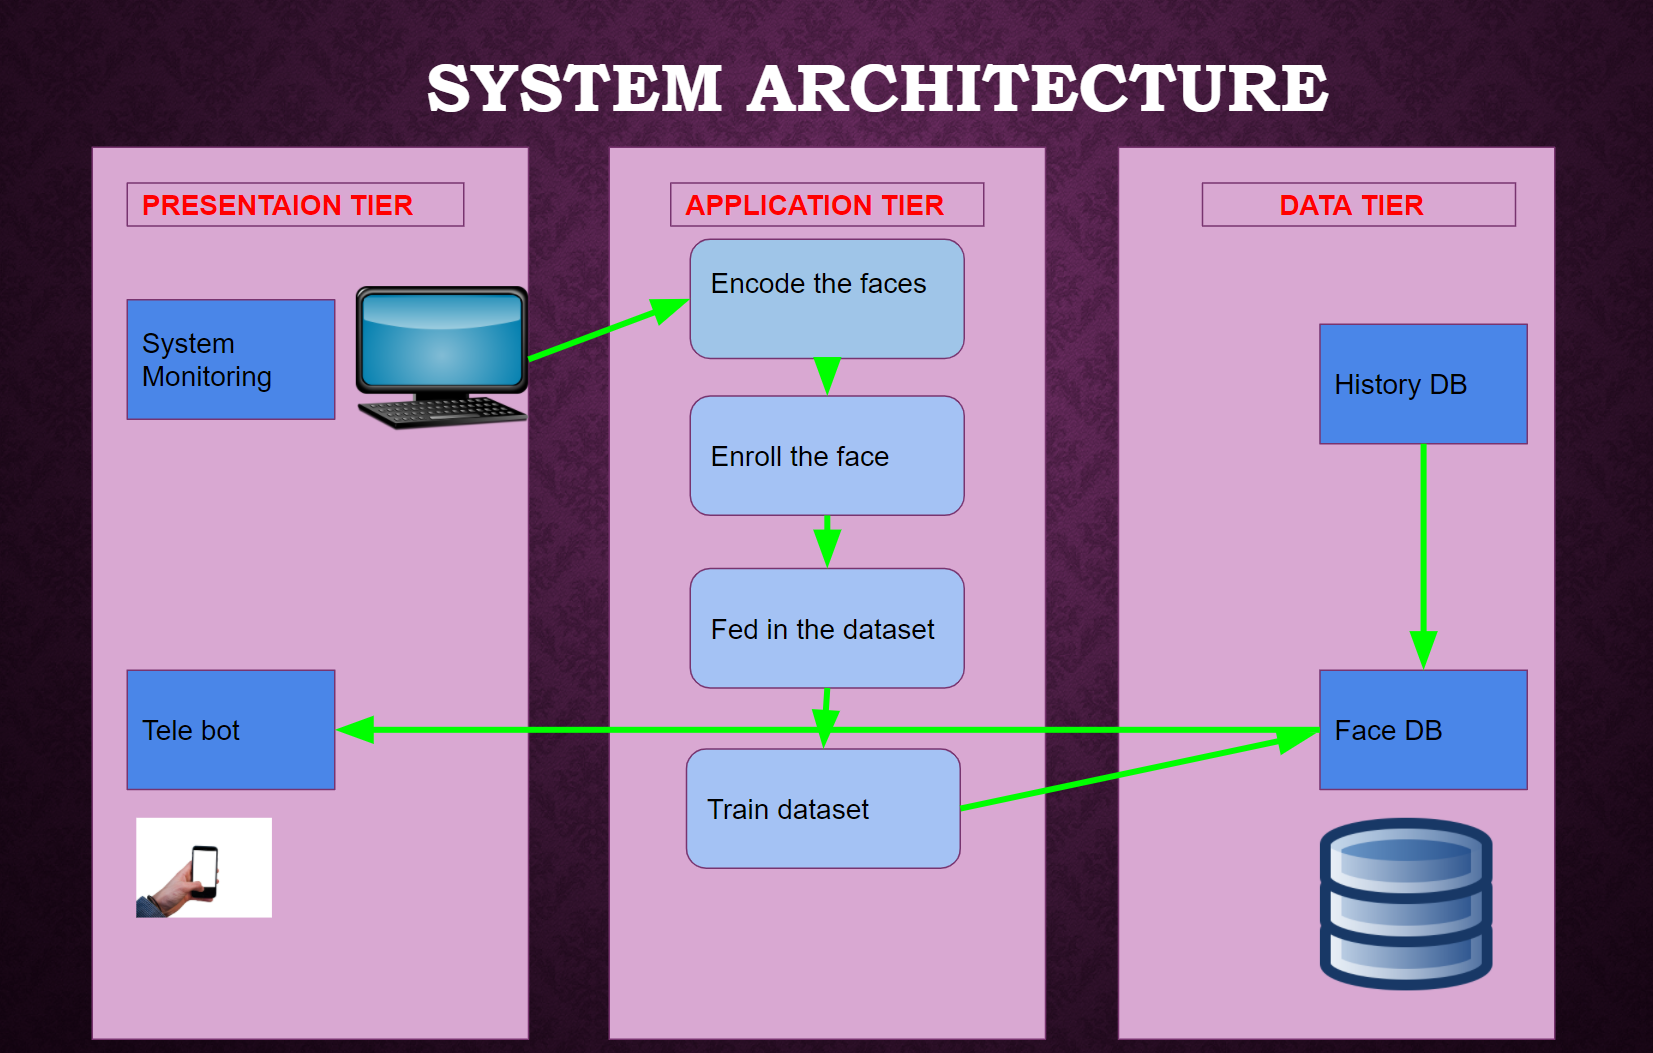 SYSTEM ARCHITECTURE
PRESENTAION TIER
System
Monitoring
Tele bot
APPLICATION TIER
Encode the faces
Enroll the face
Fed in the dataset
Train dataset
DATA TIER
History DB
Face DB